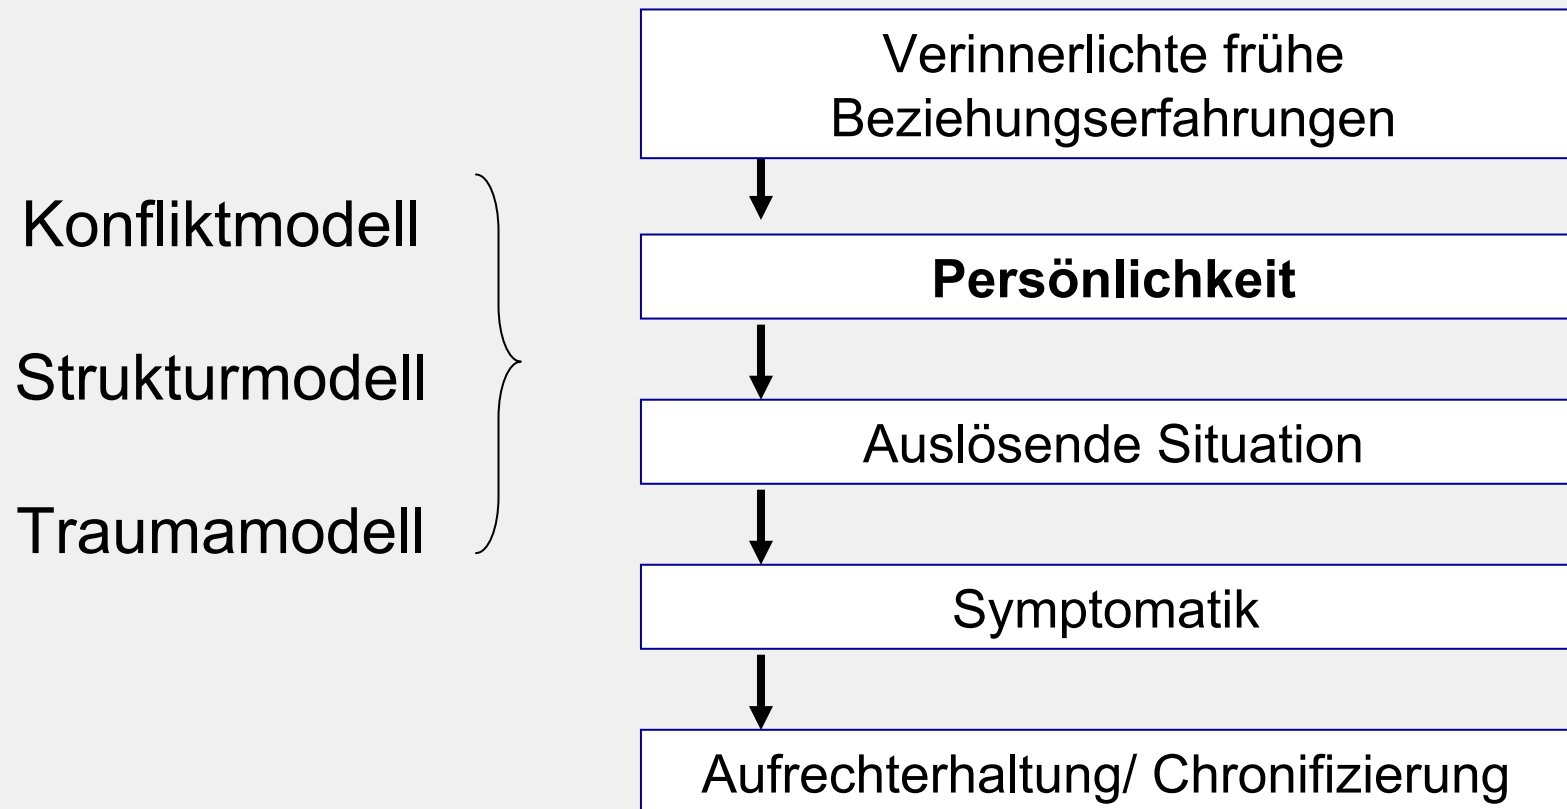 Verinnerlichte frühe
Beziehungserfahrungen
Konfliktmodell
Persönlichkeit
Strukturmodell
Auslösende Situation
Traumamodell
Symptomatik
Aufrechterhaltung/ Chronifizierung